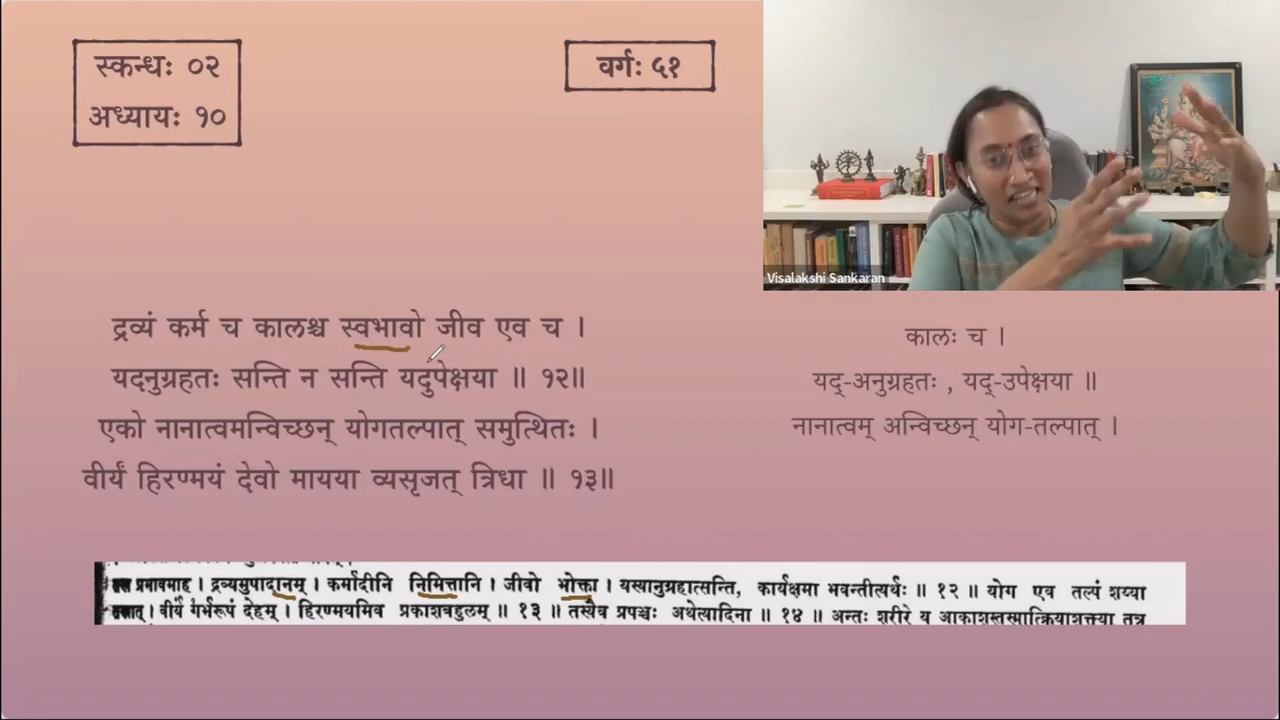 स्कन्धः ०२
अध्यायः १०
वर्गः ५१
Visalakshi Sankaran
द्रव्यं कर्म च कालश्च स्वभावो जीव एव च ।
यदनुग्रहतः सन्ति न सन्ति यदुपेक्षया ॥ १२॥
एको नानात्वमन्विच्छन् योगतल्पात् समुत्थितः ।
वीर्यं हिरण्मयं देवो मायया व्यसृजत् त्रिधा ॥ १३॥
कालः च ।
यद्-अनुग्रहतः , यद्-उपेक्षया ॥
नानात्वम् अन्विच्छन् योग-तल्पात् ।
प्रभावमाह । द्रव्यमुपादानम् । कर्मादीनि निमित्तानि । जीवो भोक्ता । यस्यानुग्रहात्सन्ति, कार्यक्षमा भवन्तीत्यर्थः ॥ १२ ॥ योग एव तल्पं शय्या
वीर्यं गर्भरूपं देहम् । हिरण्मयमिव प्रकाशबहुलम् ॥ १३ ॥ तस्यैव प्रपञ्चः अथेत्यादिना ॥ १४ ॥ अन्तः शरीरे य आकाशस्तस्मात्क्रियाशक्त्या तत्र